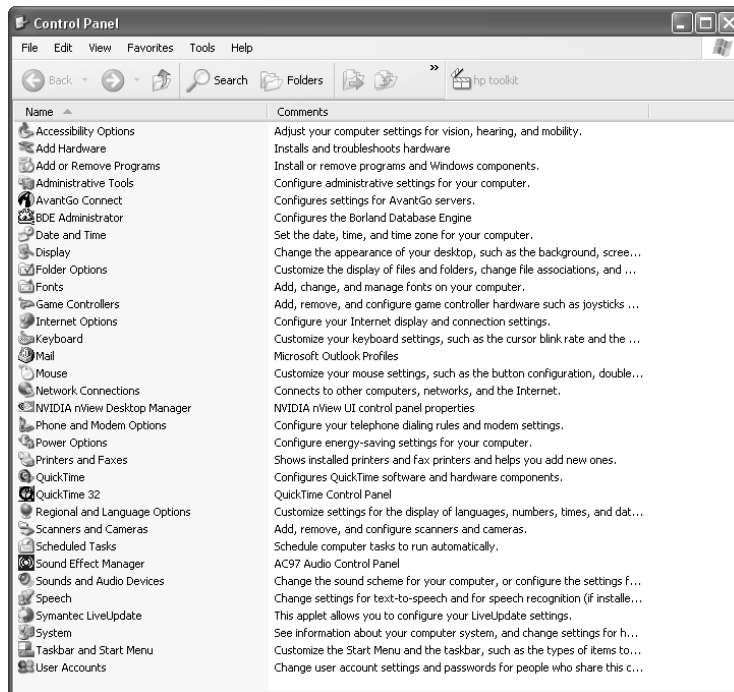 Control Panel
File Edit View Favorites Tools Help
Back Search Folders » hp toolkit
Name Comments
Accessibility Options Adjust your computer settings for vision, hearing, and mobility.
Add Hardware Installs and troubleshoots hardware
Add or Remove Programs Install or remove programs and Windows components.
Administrative Tools Configure administrative settings for your computer.
AvantGo Connect Configures settings for AvantGo servers.
BDE Administrator Configures the Borland Database Engine
Date and Time Set the date, time, and time zone for your computer.
Display Change the appearance of your desktop, such as the background, scree...
Folder Options Customize the display of files and folders, change file associations, and ...
Fonts Add, change, and manage fonts on your computer.
Game Controllers Add, remove, and configure game controller hardware such as joysticks ...
Internet Options Configure your Internet display and connection settings.
Keyboard Customize your keyboard settings, such as the cursor blink rate and the ...
Mail Microsoft Outlook Profiles
Mouse Customize your mouse settings, such as the button configuration, double...
Network Connections Connects to other computers, networks, and the Internet.
NVIDIA nView Desktop Manager NVIDIA nView UI control panel properties
Phone and Modem Options Configure your telephone dialing rules and modem settings.
Power Options Configure energy-saving settings for your computer.
Printers and Faxes Shows installed printers and fax printers and helps you add new ones.
QuickTime Configures QuickTime software and hardware components.
QuickTime 32 QuickTime Control Panel
Regional and Language Options Customize settings for the display of languages, numbers, times, and dat...
Scanners and Cameras Add, remove, and configure scanners and cameras.
Scheduled Tasks Schedule computer tasks to run automatically.
Sound Effect Manager AC97 Audio Control Panel
Sounds and Audio Devices Change the sound scheme for your computer, or configure the settings f...
Speech Change settings for text-to-speech and for speech recognition (if installe...
Symantec LiveUpdate This applet allows you to configure your LiveUpdate settings.
System See information about your computer system, and change settings for h...
Taskbar and Start Menu Customize the Start Menu and the taskbar, such as the types of items to...
User Accounts Change user account settings and passwords for people who share this c...